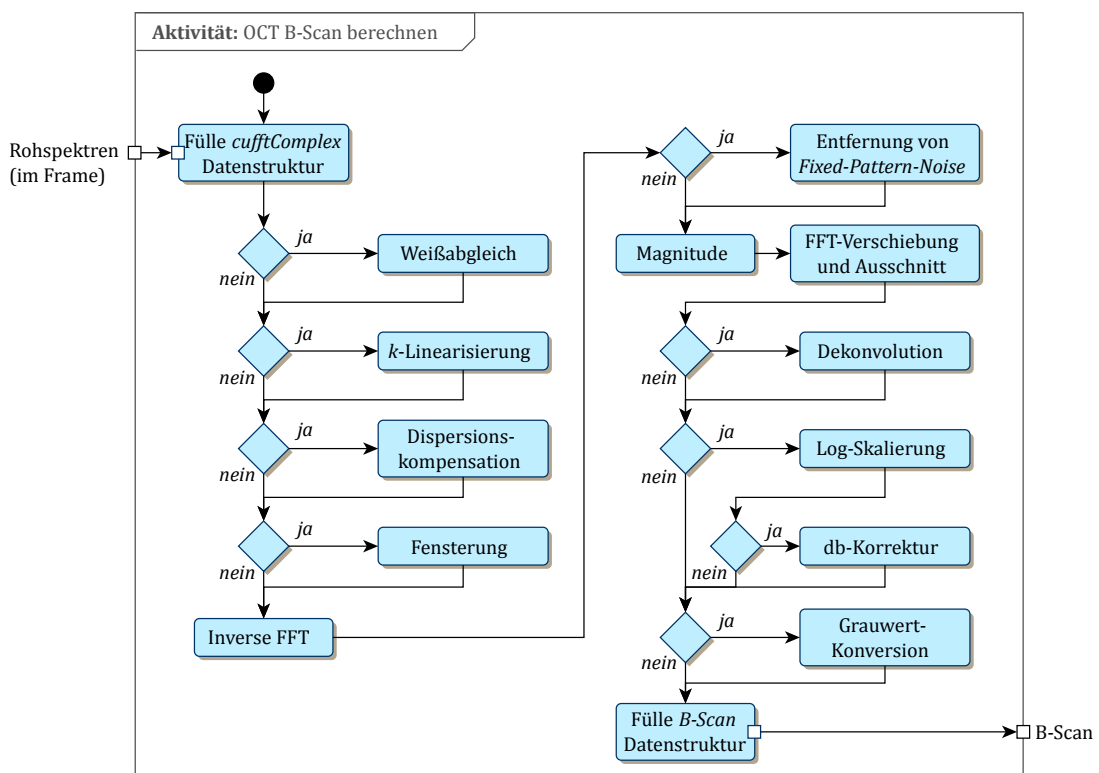 Aktivität: OCT B-Scan berechnen
Rohspektren
(im Frame)
Fülle cufftComplex
Datenstruktur
ja
nein
Weißabgleich
ja
nein
k-Linearisierung
ja
nein
Dispersions-
kompensation
ja
nein
Fensterung
Inverse FFT
ja
nein
Entfernung von
Fixed-Pattern-Noise
Magnitude
FFT-Verschiebung
und Ausschnitt
ja
nein
Dekonvolution
ja
nein
Log-Skalierung
ja
nein
db-Korrektur
ja
nein
Grauwert-
Konversion
Fülle B-Scan
Datenstruktur
B-Scan